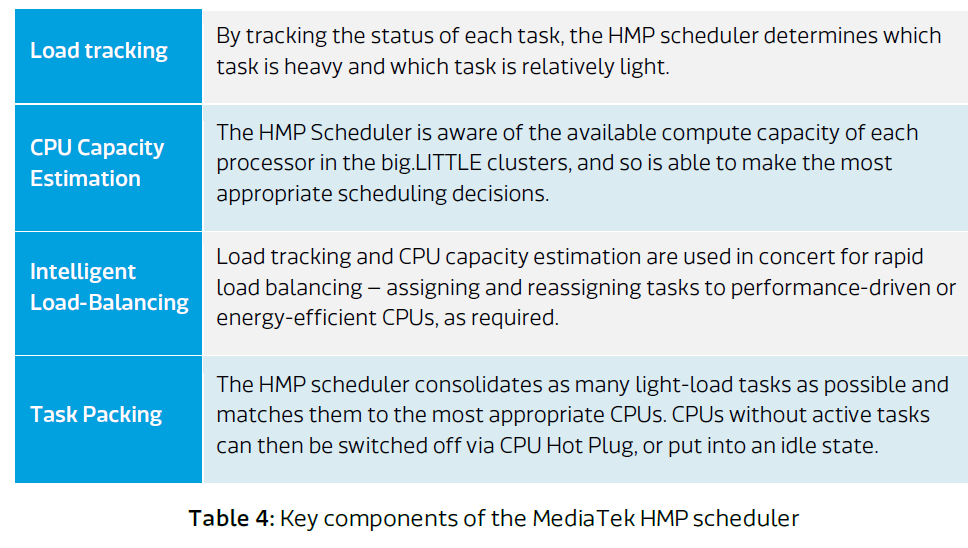 Load tracking
By tracking the status of each task, the HMP scheduler determines which
task is heavy and which task is relatively light.
CPU Capacity
Estimation
The HMP Scheduler is aware of the available compute capacity of each
processor in the big.LITTLE clusters, and so is able to make the most
appropriate scheduling decisions.
Intelligent
Load-Balancing
Load tracking and CPU capacity estimation are used in concert for rapid
load balancing – assigning and reassigning tasks to performance-driven or
energy-efficient CPUs, as required.
Task Packing
The HMP scheduler consolidates as many light-load tasks as possible and
matches them to the most appropriate CPUs. CPUs without active tasks
can then be switched off via CPU Hot Plug, or put into an idle state.
Table 4: Key components of the MediaTek HMP scheduler